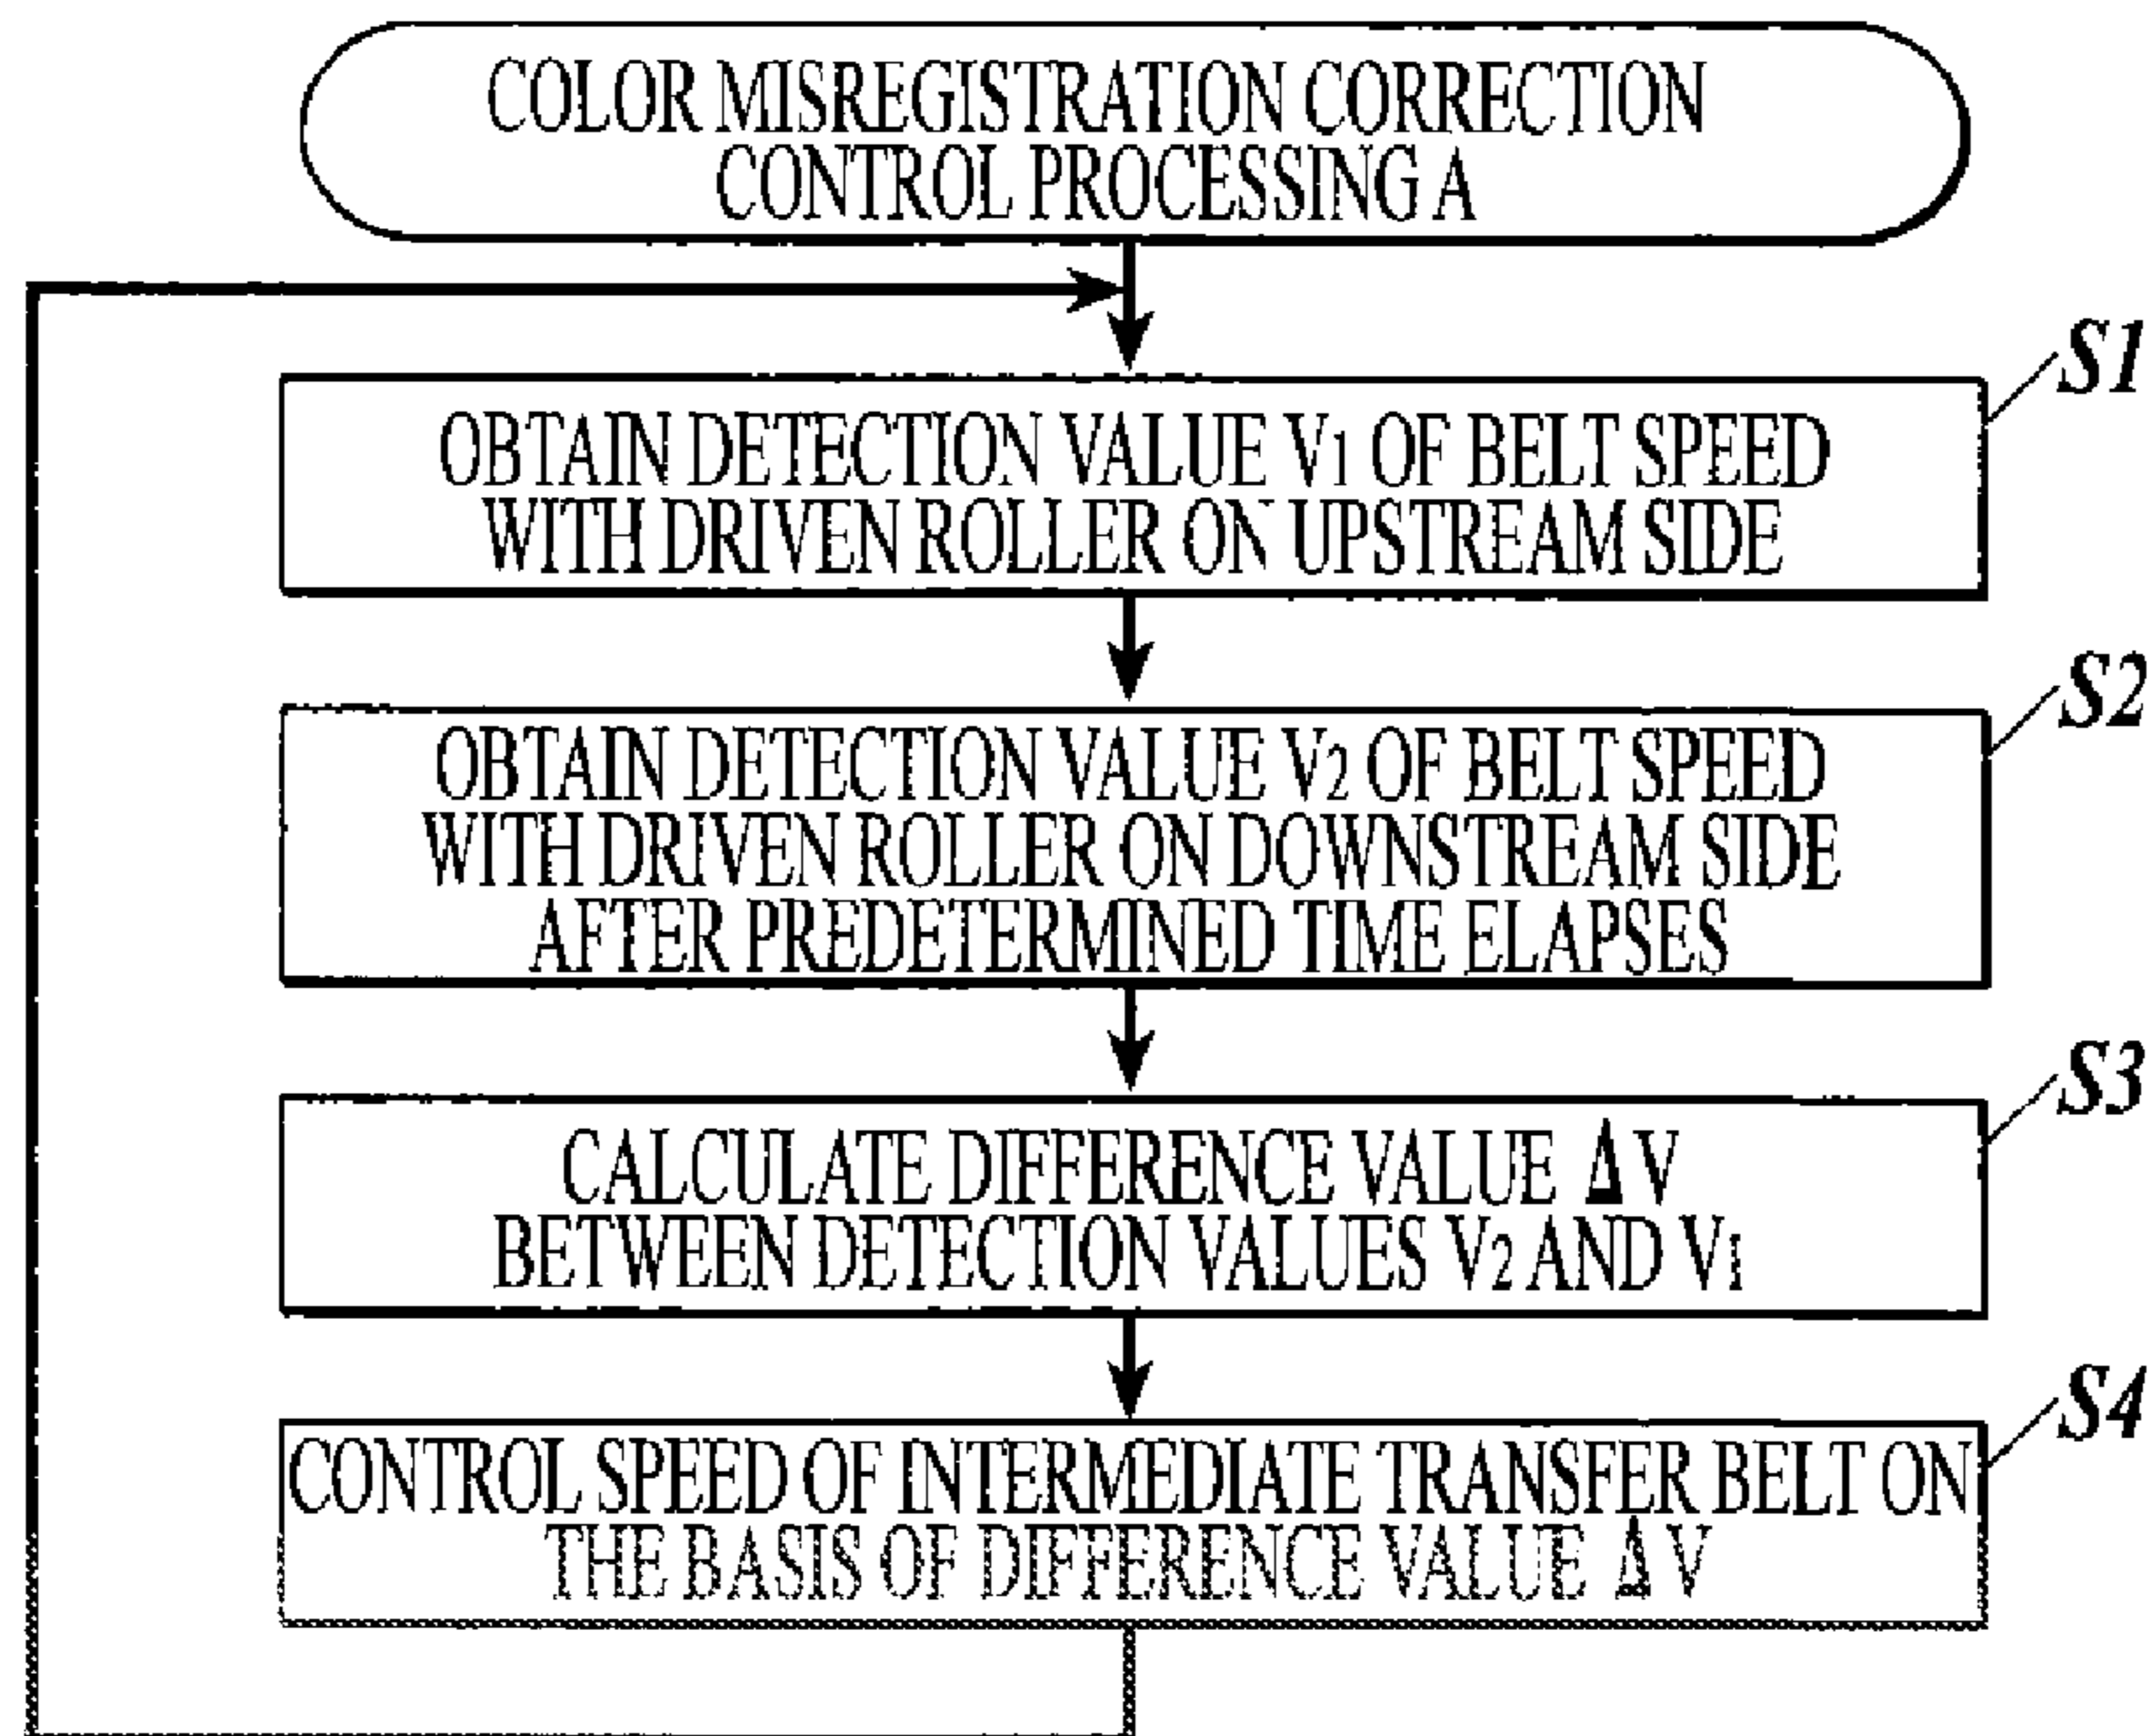 COLOR MISREGISTRATION CORRECTION
CONTROL PROCESSING A
S1
OBTAIN DETECTION VALUE V1 OF BELT SPEED
WITH DRIVEN ROLLER ON UPSTREAM SIDE
S2
OBTAIN DETECTION VALUE V2 OF BELT SPEED
WITH DRIVEN ROLLER ON DOWNSTREAM SIDE
AFTER PREDETERMINED TIME ELAPSES
S3
CALCULATE DIFFERENCE VALUE Δ V
BETWEEN DETECTION VALUES V2 AND V1
S4
CONTROL SPEED OF INTERMEDIATE TRANSFER BELT ON
THE BASIS OF DIFFERENCE VALUE Δ V